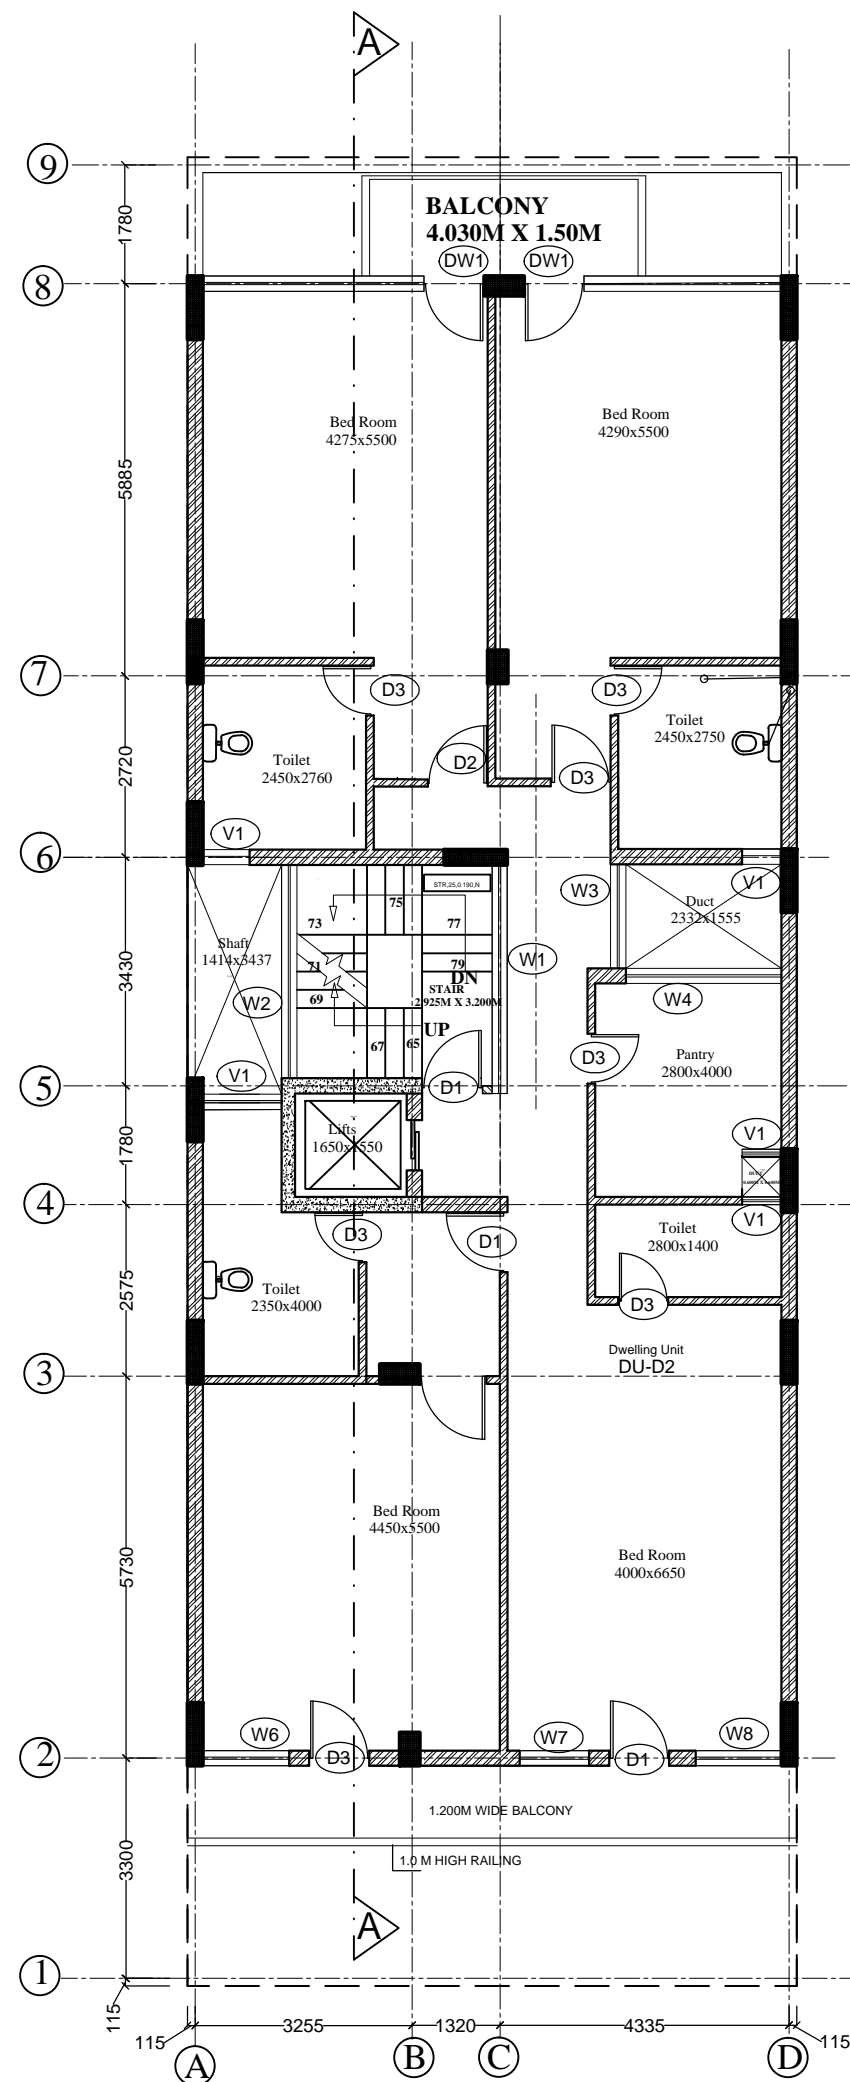 A
9
1780
BALCONY
4.030M X 1.50M
DW1
DW1
8
5885
Bed Room
4275x5500
Bed Room
4290x5500
7
D3
D3
Toilet
2450x2750
2720
Toilet
2450x2760
D2
D3
V1
6
STR,25,0.190,N
W3
V1
Duct
2332x1555
75
73
77
Shaft
1414x3437
3430
W1
71
79
DN
STAIR
2.925M X 3.200M
W2
69
W4
UP
67
65
D3
Pantry
2800x4000
V1
5
D1
1780
Lifts
1650x1550
V1
4
D3
D1
V1
Toilet
2800x1400
2575
Toilet
2350x4000
D3
Dwelling Unit
DU-D2
3
5730
Bed Room
4450x5500
Bed Room
4000x6650
W6
W7
W8
2
D3
D1
1.200M WIDE BALCONY
3300
1.0 M HIGH RAILING
A
1
115
115
3255
1320
4335
115
A
B
C
D